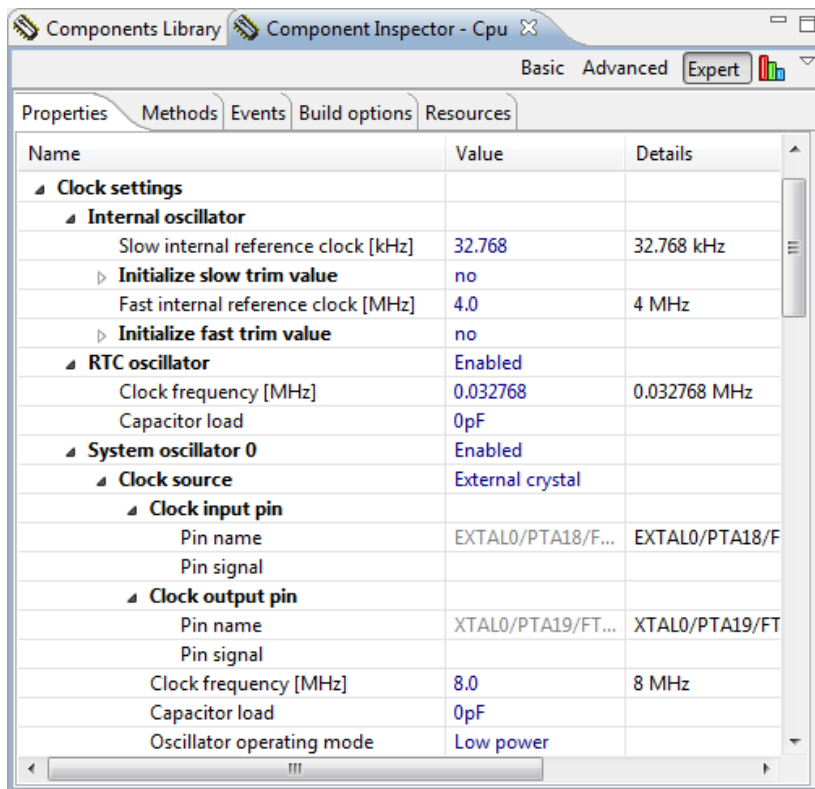 Components Library Component Inspector - Cpu
Basic Advanced Expert
Properties Methods Events Build options Resources
Name Value Details
Clock settings
Internal oscillator
Slow internal reference clock [kHz] 32.768 32.768 kHz
Initialize slow trim value no
Fast internal reference clock [MHz] 4.0 4 MHz
Initialize fast trim value no
RTC oscillator Enabled
Clock frequency [MHz] 0.032768 0.032768 MHz
Capacitor load 0pF
System oscillator 0 Enabled
Clock source External crystal
Clock input pin
Pin name EXTAL0/PTA18/F... EXTAL0/PTA18/F
Pin signal
Clock output pin
Pin name XTAL0/PTA19/FT... XTAL0/PTA19/FT
Pin signal
Clock frequency [MHz] 8.0 8 MHz
Capacitor load 0pF
Oscillator operating mode Low power